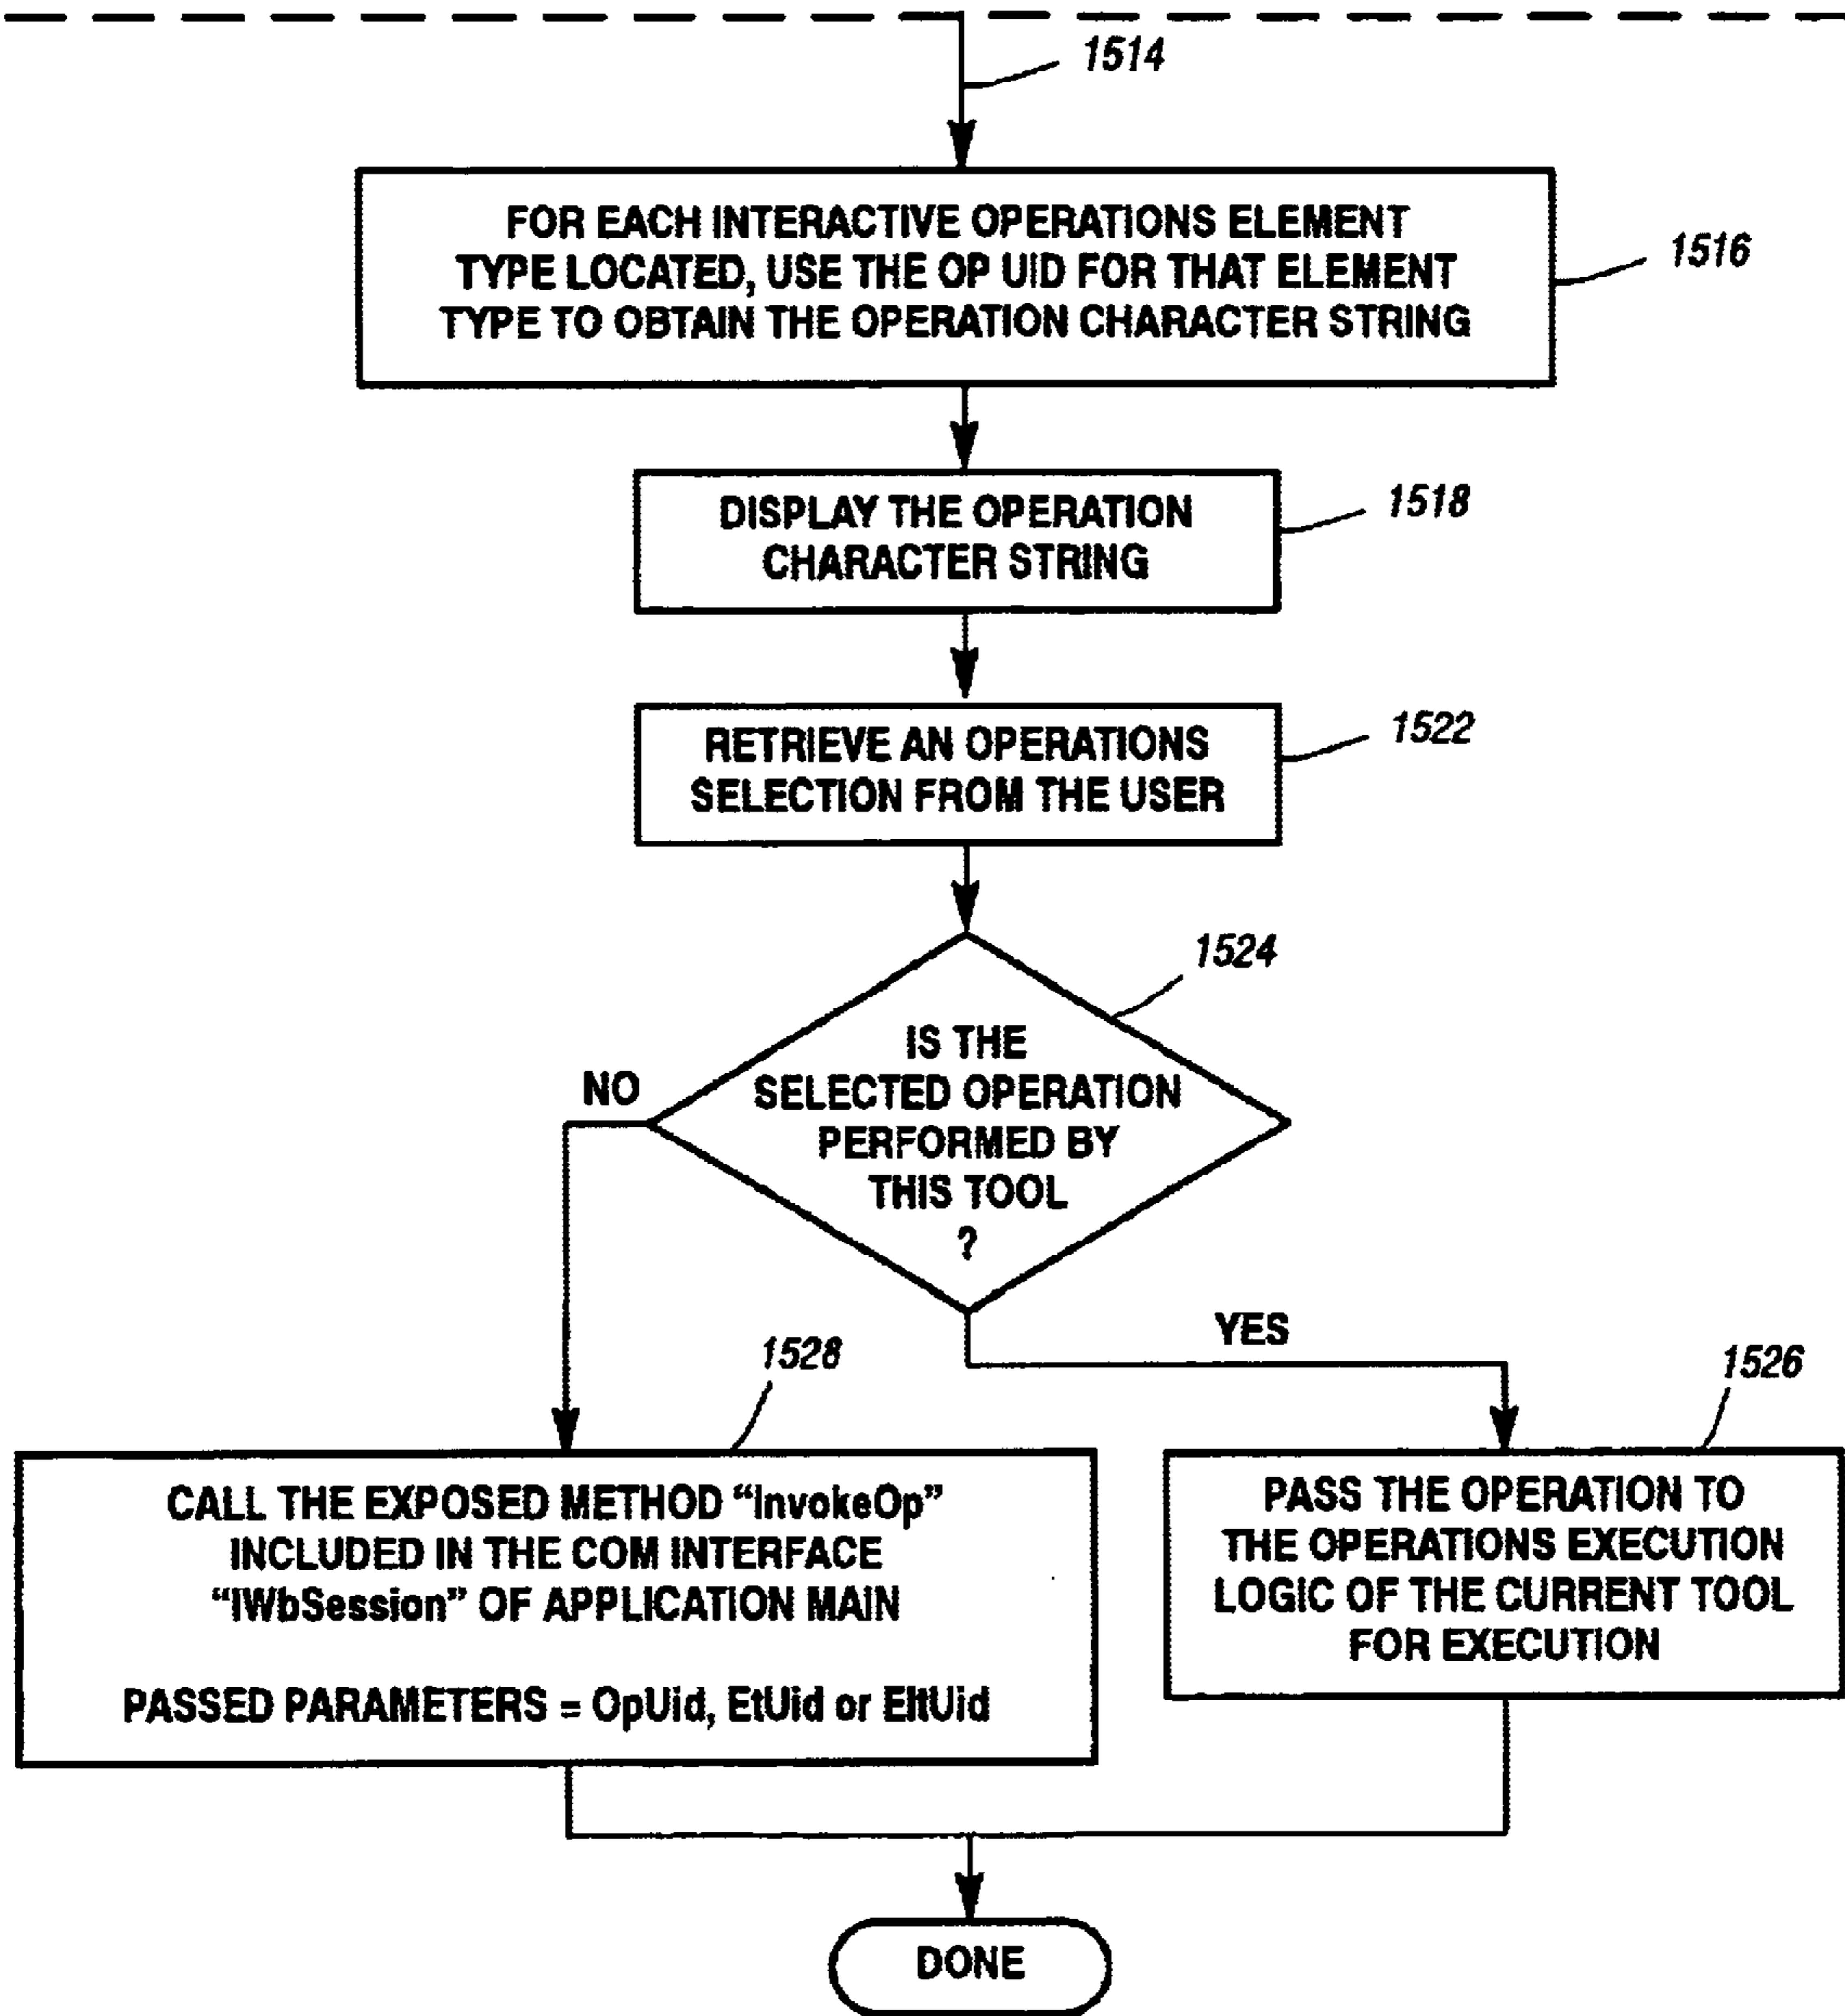 1514
FOR EACH INTERACTIVE OPERATIONS ELEMENT
TYPE LOCATED, USE THE OP UID FOR THAT ELEMENT
TYPE TO OBTAIN THE OPERATION CHARACTER STRING
1516
DISPLAY THE OPERATION
CHARACTER STRING
1518
RETRIEVE AN OPERATIONS
SELECTION FROM THE USER
1522
1524
IS THE
SELECTED OPERATION
PERFORMED BY
THIS TOOL
?
NO
YES
1528
CALL THE EXPOSED METHOD “InvokeOp”
INCLUDED IN THE COM INTERFACE
“IWbSession” OF APPLICATION MAIN
PASSED PARAMETERS = OpUid, EtUid or EltUid
1526
PASS THE OPERATION TO
THE OPERATIONS EXECUTION
LOGIC OF THE CURRENT TOOL
FOR EXECUTION
DONE